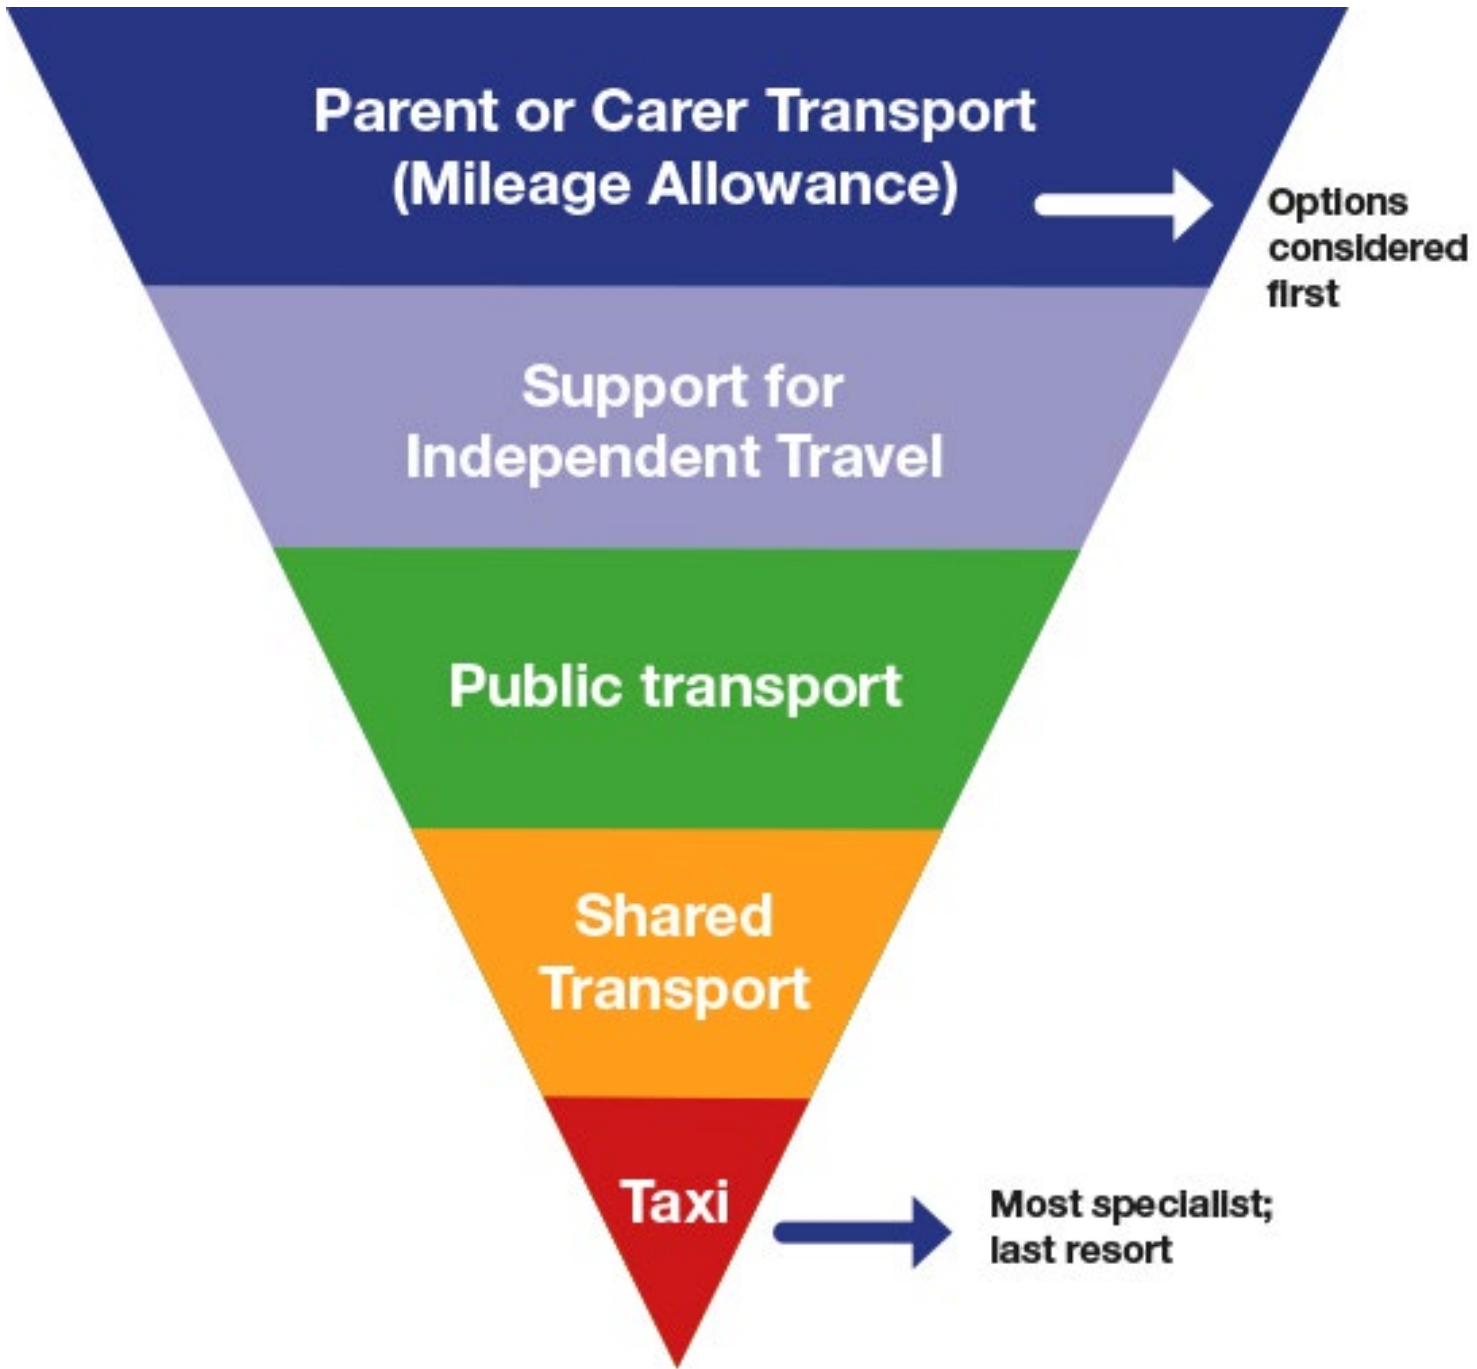 Parent or Carer Transport
(Mileage Allowance)
Options
considered
first
Support for
Independent Travel
Public transport
Shared
Transport
Taxi
Most specialist;
last resort